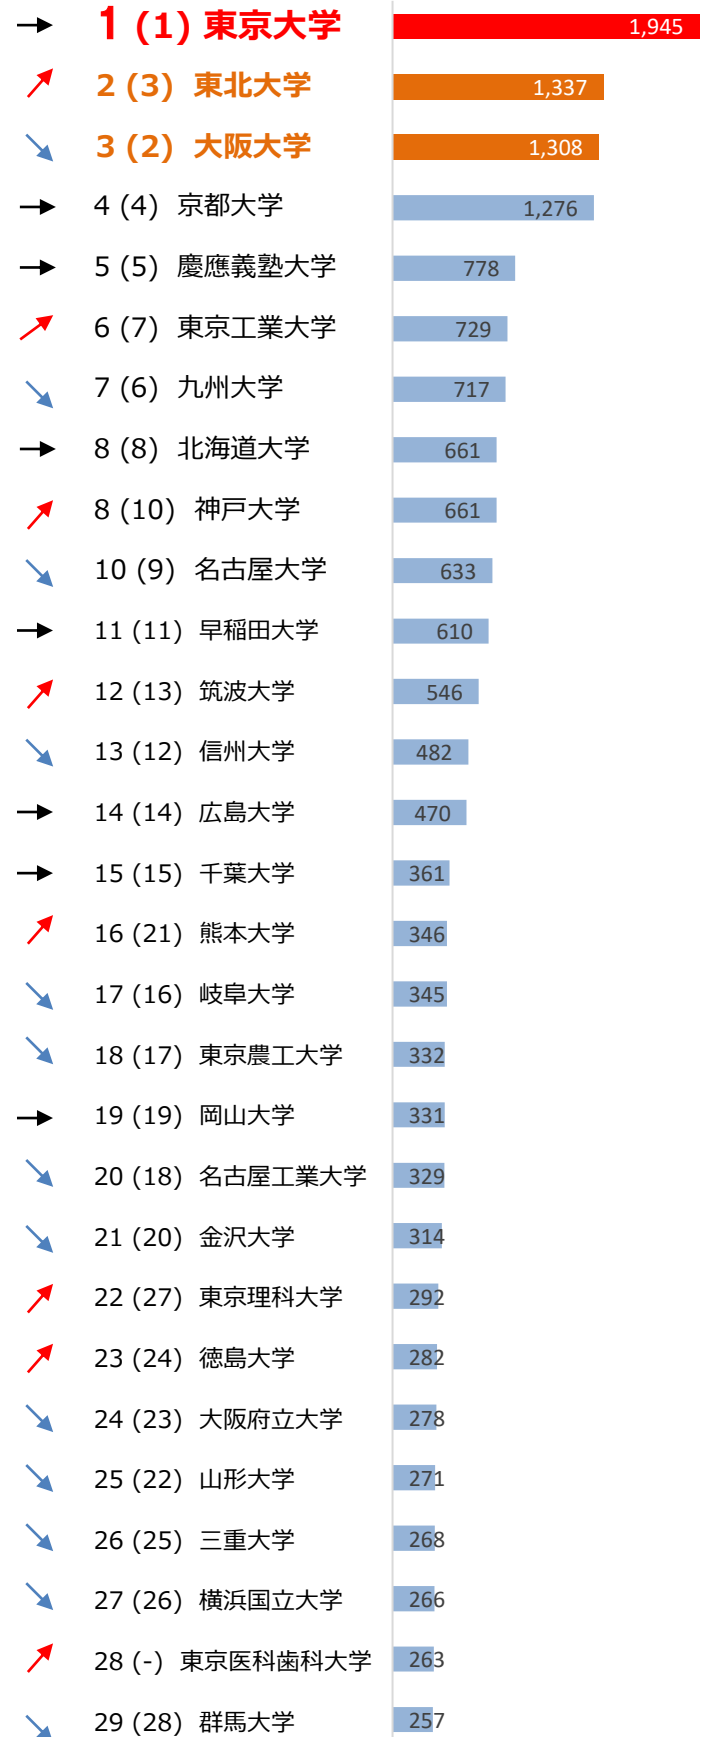 → 1 (1) 東京大学 1,945
↗ 2 (3) 東北大学 1,337
↘ 3 (2) 大阪大学 1,308
→ 4 (4) 京都大学 1,276
→ 5 (5) 慶應義塾大学 778
↗ 6 (7) 東京工業大学 729
↘ 7 (6) 九州大学 717
→ 8 (8) 北海道大学 661
↗ 8 (10) 神戸大学 661
↘ 10 (9) 名古屋大学 633
→ 11 (11) 早稲田大学 610
↗ 12 (13) 筑波大学 546
↘ 13 (12) 信州大学 482
→ 14 (14) 広島大学 470
→ 15 (15) 千葉大学 361
↗ 16 (21) 熊本大学 346
↘ 17 (16) 岐阜大学 345
↘ 18 (17) 東京農工大学 332
→ 19 (19) 岡山大学 331
↘ 20 (18) 名古屋工業大学 329
↘ 21 (20) 金沢大学 314
↗ 22 (27) 東京理科大学 292
↗ 23 (24) 徳島大学 282
↘ 24 (23) 大阪府立大学 278
↘ 25 (22) 山形大学 271
↘ 26 (25) 三重大学 268
↘ 27 (26) 横浜国立大学 266
↗ 28 (-) 東京医科歯科大学 263
↘ 29 (28) 群馬大学 257